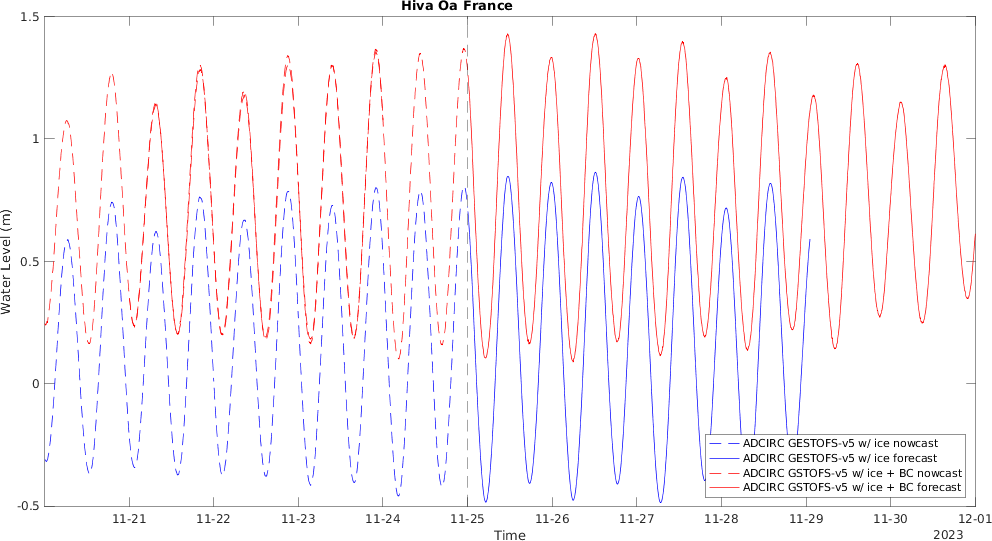 Hiva Oa France
1.5
1
0.5
0
-0.5
Water Level (m)
ADCIRC GESTOFS-v5 w/ ice nowcast
ADCIRC GESTOFS-v5 w/ ice forecast
ADCIRC GSTOFS-v5 w/ ice + BC nowcast
ADCIRC GSTOFS-v5 w/ ice + BC forecast
11-21 11-22 11-23 11-24 11-25 11-26 11-27 11-28 11-29 11-30 12-01
Time
2023